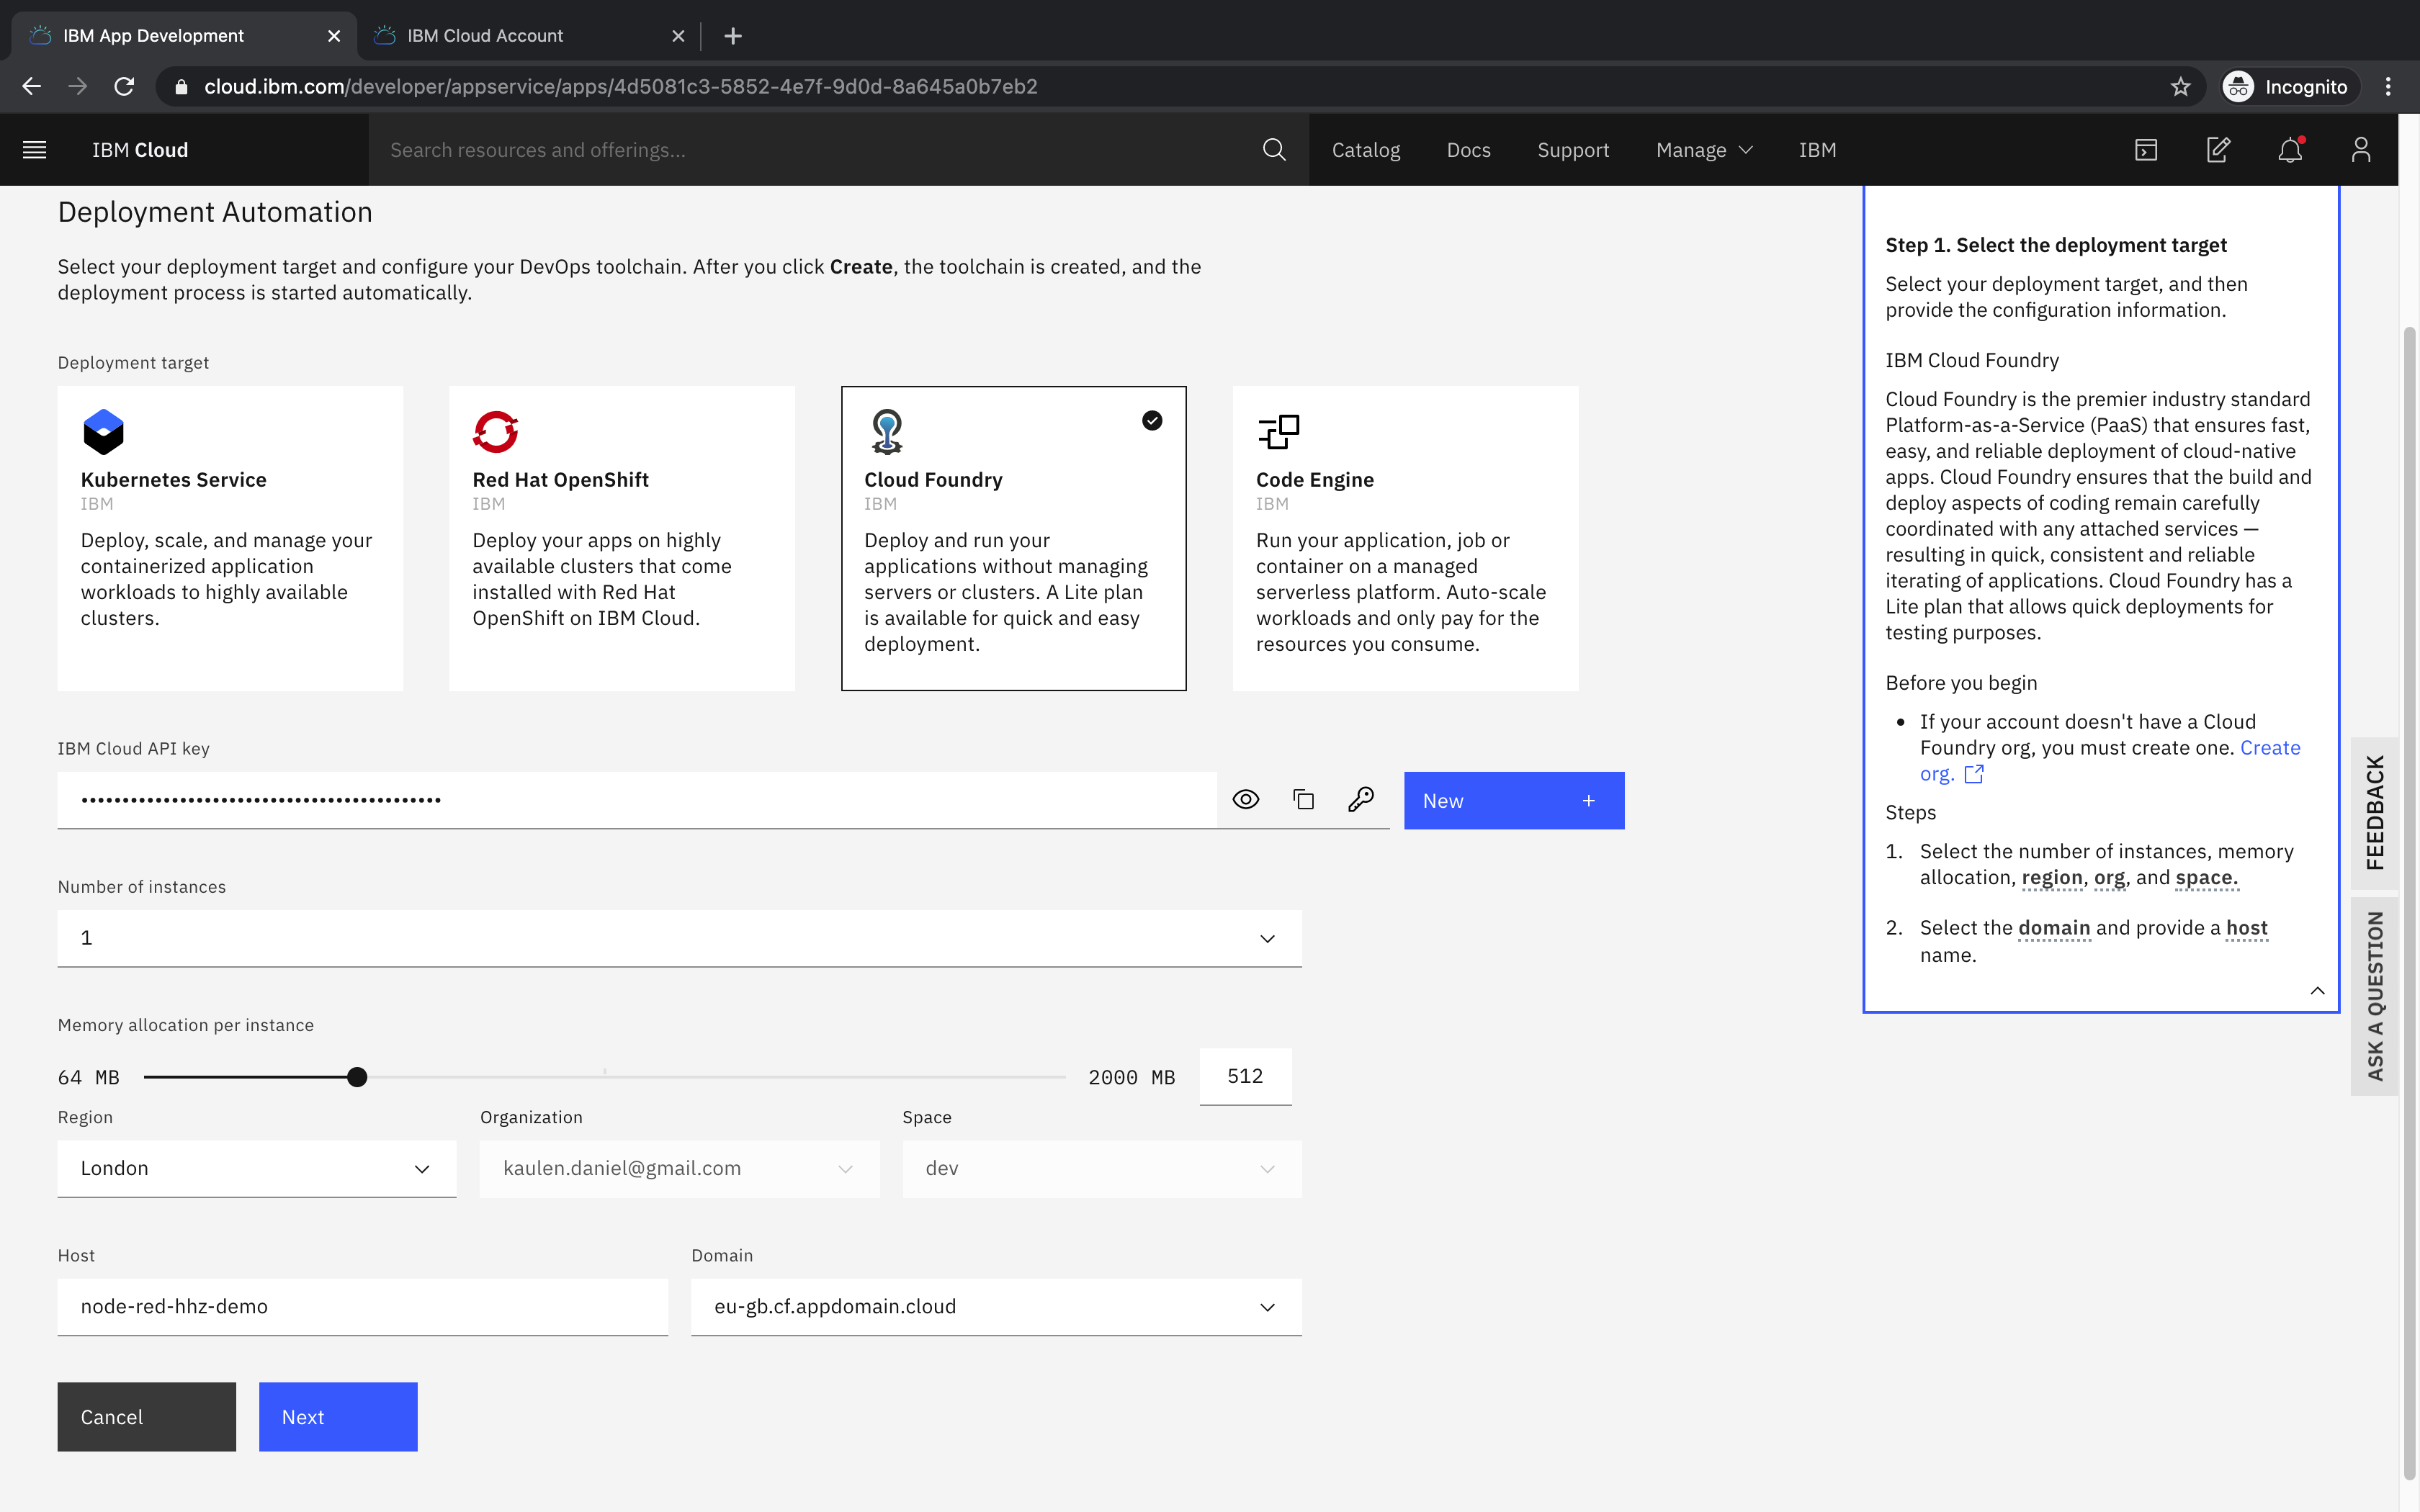 IBM App Development
IBM Cloud Account
cloud.ibm.com/developer/appservice/apps/4d5081c3-5852-4e7f-9d0d-8a645a0b7eb2
Incognito
IBM Cloud
Search resources and offerings...
Catalog
Docs
Support
Manage
IBM
Deployment Automation
Select your deployment target and configure your DevOps toolchain. After you click Create, the toolchain is created, and the
deployment process is started automatically.
Deployment target
Kubernetes Service
IBM
Deploy, scale, and manage your
containerized application
workloads to highly available
clusters.
Red Hat OpenShift
IBM
Deploy your apps on highly
available clusters that come
installed with Red Hat
OpenShift on IBM Cloud.
Cloud Foundry
IBM
Deploy and run your
applications without managing
servers or clusters. A Lite plan
is available for quick and easy
deployment.
Code Engine
IBM
Run your application, job or
container on a managed
serverless platform. Auto-scale
workloads and only pay for the
resources you consume.
IBM Cloud API key
••••••••••••••••••••••••••••••••••••••••••••
New +
Number of instances
1
Memory allocation per instance
64 MB
2000 MB
512
Region
London
Organization
kaulen.daniel@gmail.com
Space
dev
Host
node-red-hhz-demo
Domain
eu-gb.cf.appdomain.cloud
Cancel
Next
Step 1. Select the deployment target
Select your deployment target, and then
provide the configuration information.
IBM Cloud Foundry
Cloud Foundry is the premier industry standard
Platform-as-a-Service (PaaS) that ensures fast,
easy, and reliable deployment of cloud-native
apps. Cloud Foundry ensures that the build and
deploy aspects of coding remain carefully
coordinated with any attached services —
resulting in quick, consistent and reliable
iterating of applications. Cloud Foundry has a
Lite plan that allows quick deployments for
testing purposes.
Before you begin
• If your account doesn't have a Cloud
Foundry org, you must create one. Create
org.
Steps
1. Select the number of instances, memory
allocation, region, org, and space.
2. Select the domain and provide a host
name.
FEEDBACK
ASK A QUESTION